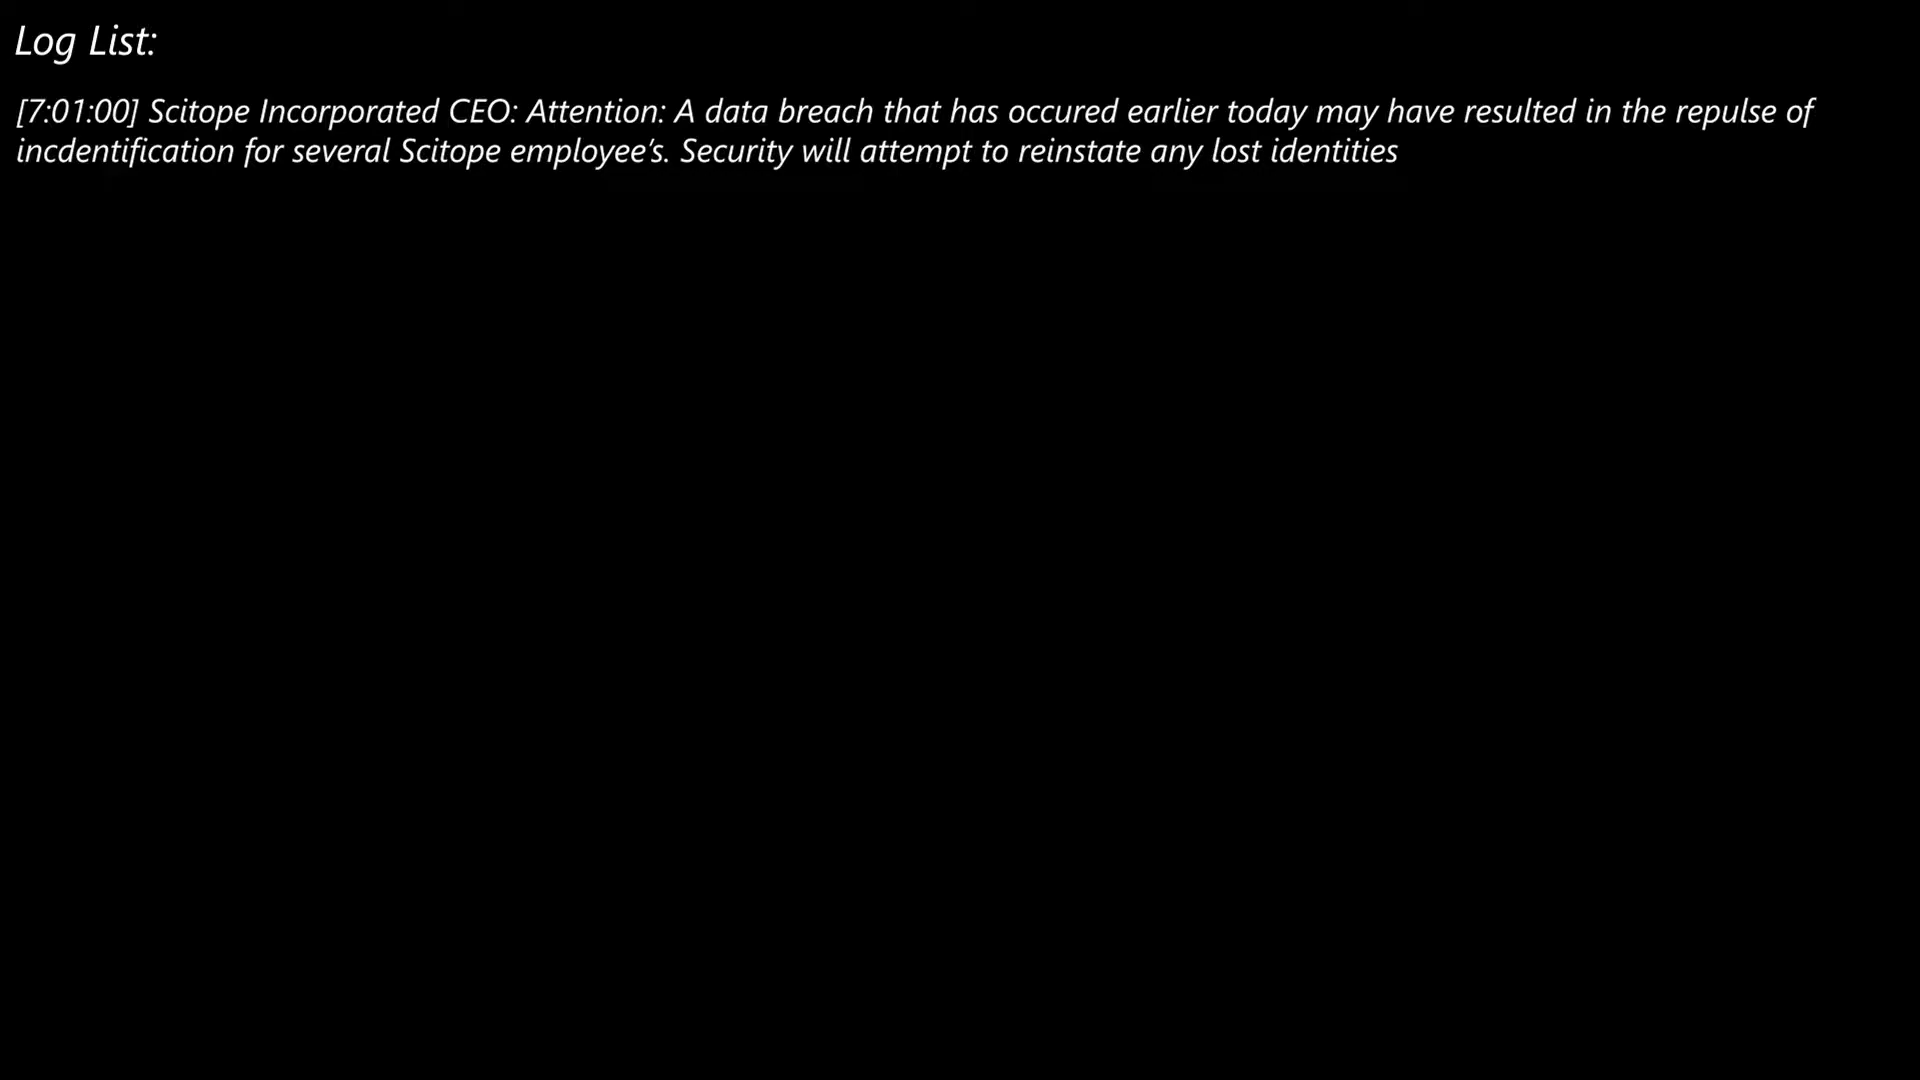 Log List:
[7:01:00] Scitope Incorporated CEO: Attention: A data breach that has occured earlier today may have resulted in the repulse of
incdentification for several Scitope employee’s. Security will attempt to reinstate any lost identities